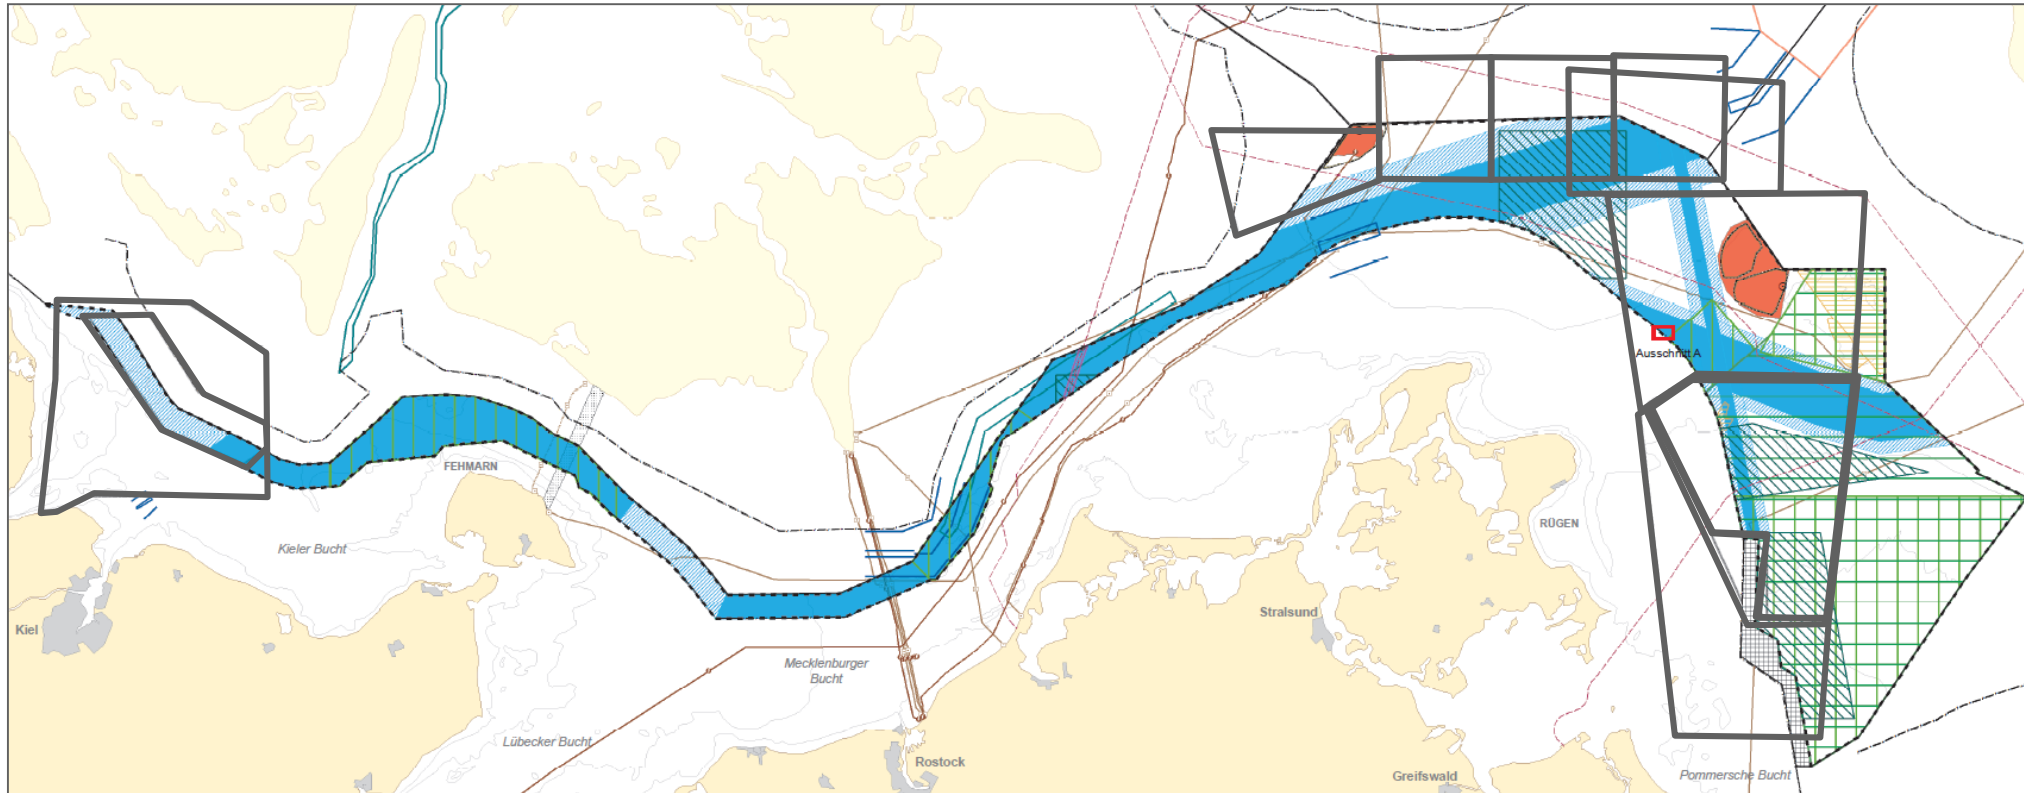 Ausschnitt A
FEHMARN
RÜGEN
Kieler Bucht
Stralsund
Kiel
Mecklenburger
Bucht
Lübecker Bucht
Rostock
Greifswald
Pommersche Bucht